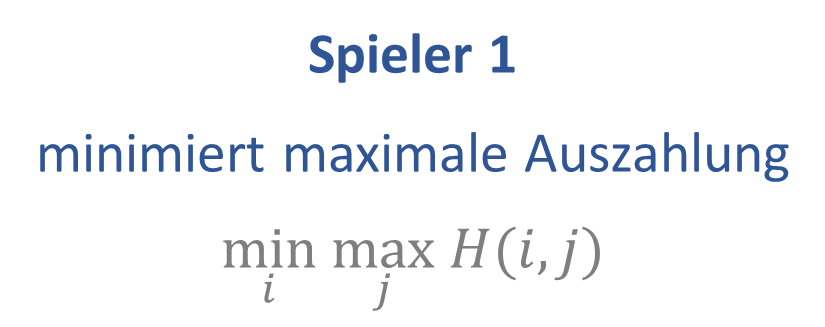 Spieler 1
minimiert maximale Auszahlung
min max H(i, j)
i j